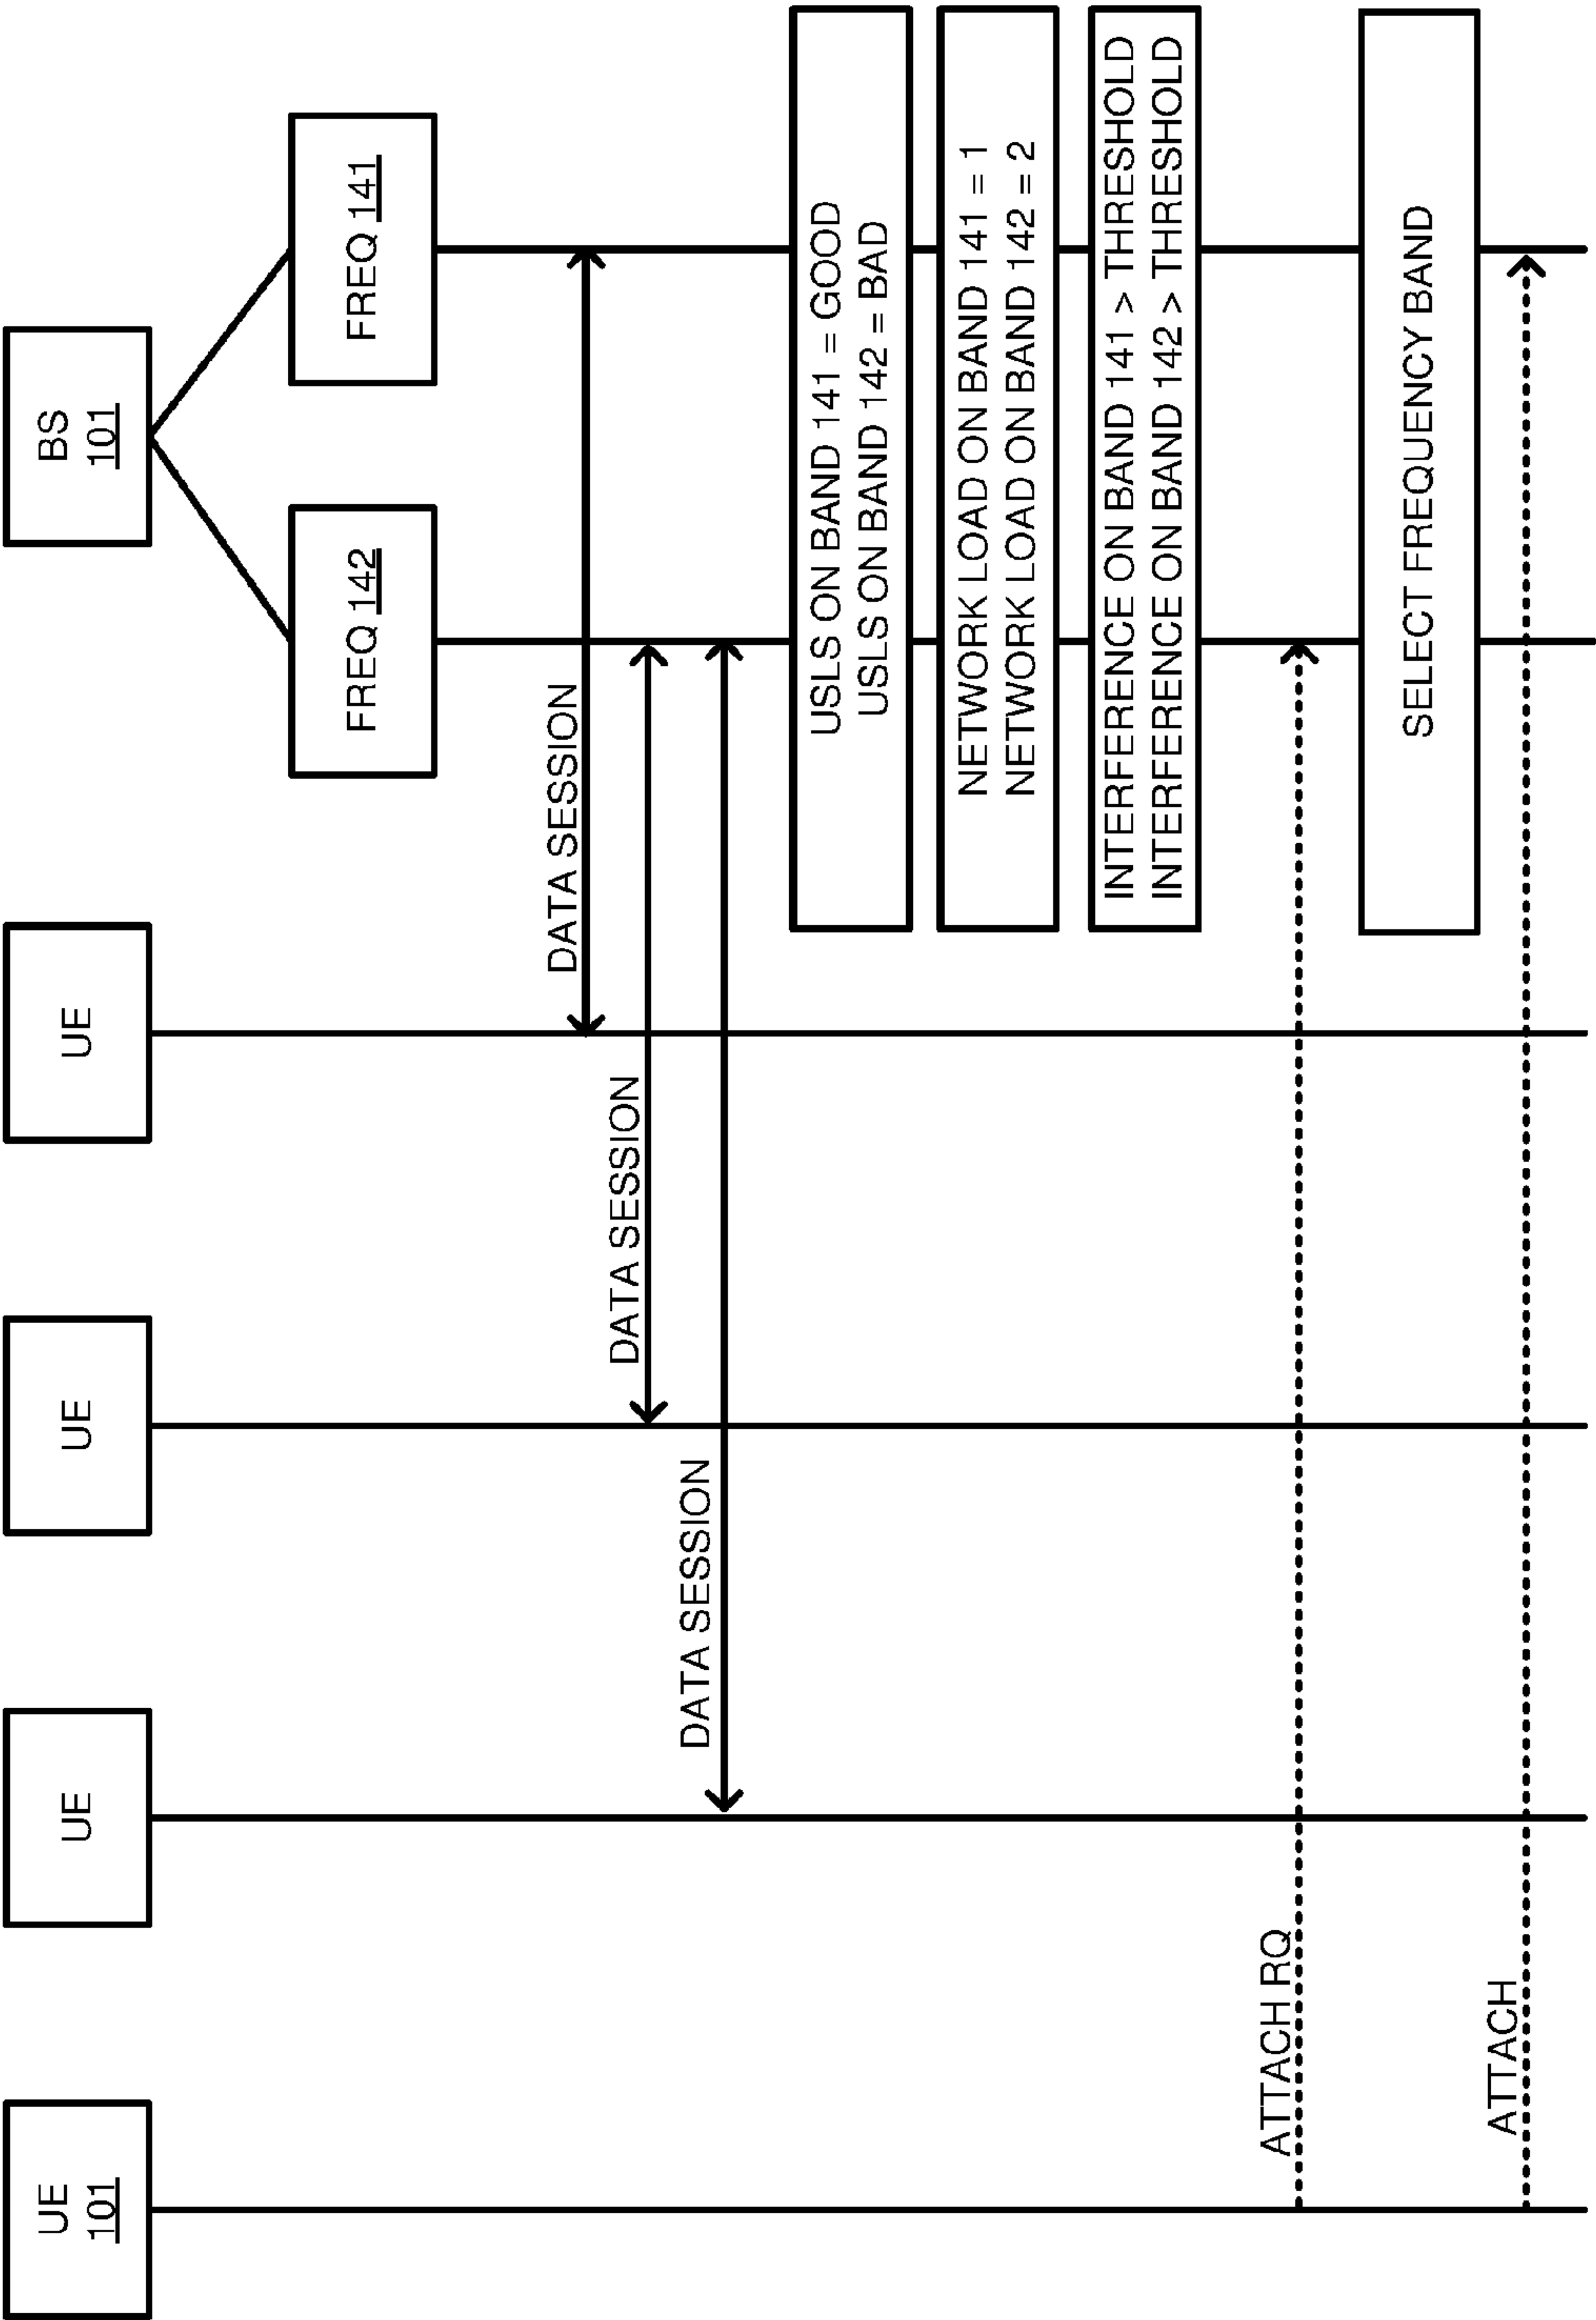 UE
101
UE
UE
UE
BS
101
FREQ 142
FREQ 141
DATA SESSION
DATA SESSION
DATA SESSION
USLS ON BAND 141 = GOOD
USLS ON BAND 142 = BAD
NETWORK LOAD ON BAND 141 = 1
NETWORK LOAD ON BAND 142 = 2
INTERFERENCE ON BAND 141 > THRESHOLD
INTERFERENCE ON BAND 142 > THRESHOLD
ATTACH RQ
SELECT FREQUENCY BAND
ATTACH